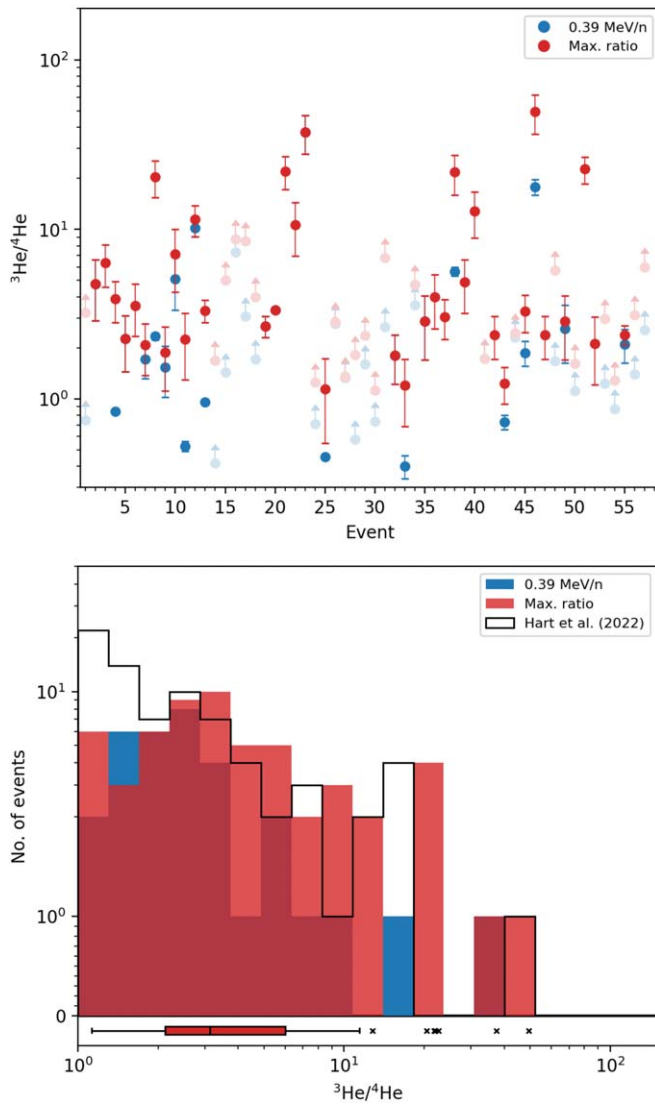 0.39 MeV/n
Max. ratio
10²
10¹
10⁰
³He/⁴He
5 10 15 20 25 30 35 40 45 50 55
Event
0.39 MeV/n
Max. ratio
Hart et al. (2022)
10¹
10⁰
0
No. of events
10⁰ 10¹ 10²
³He/⁴He